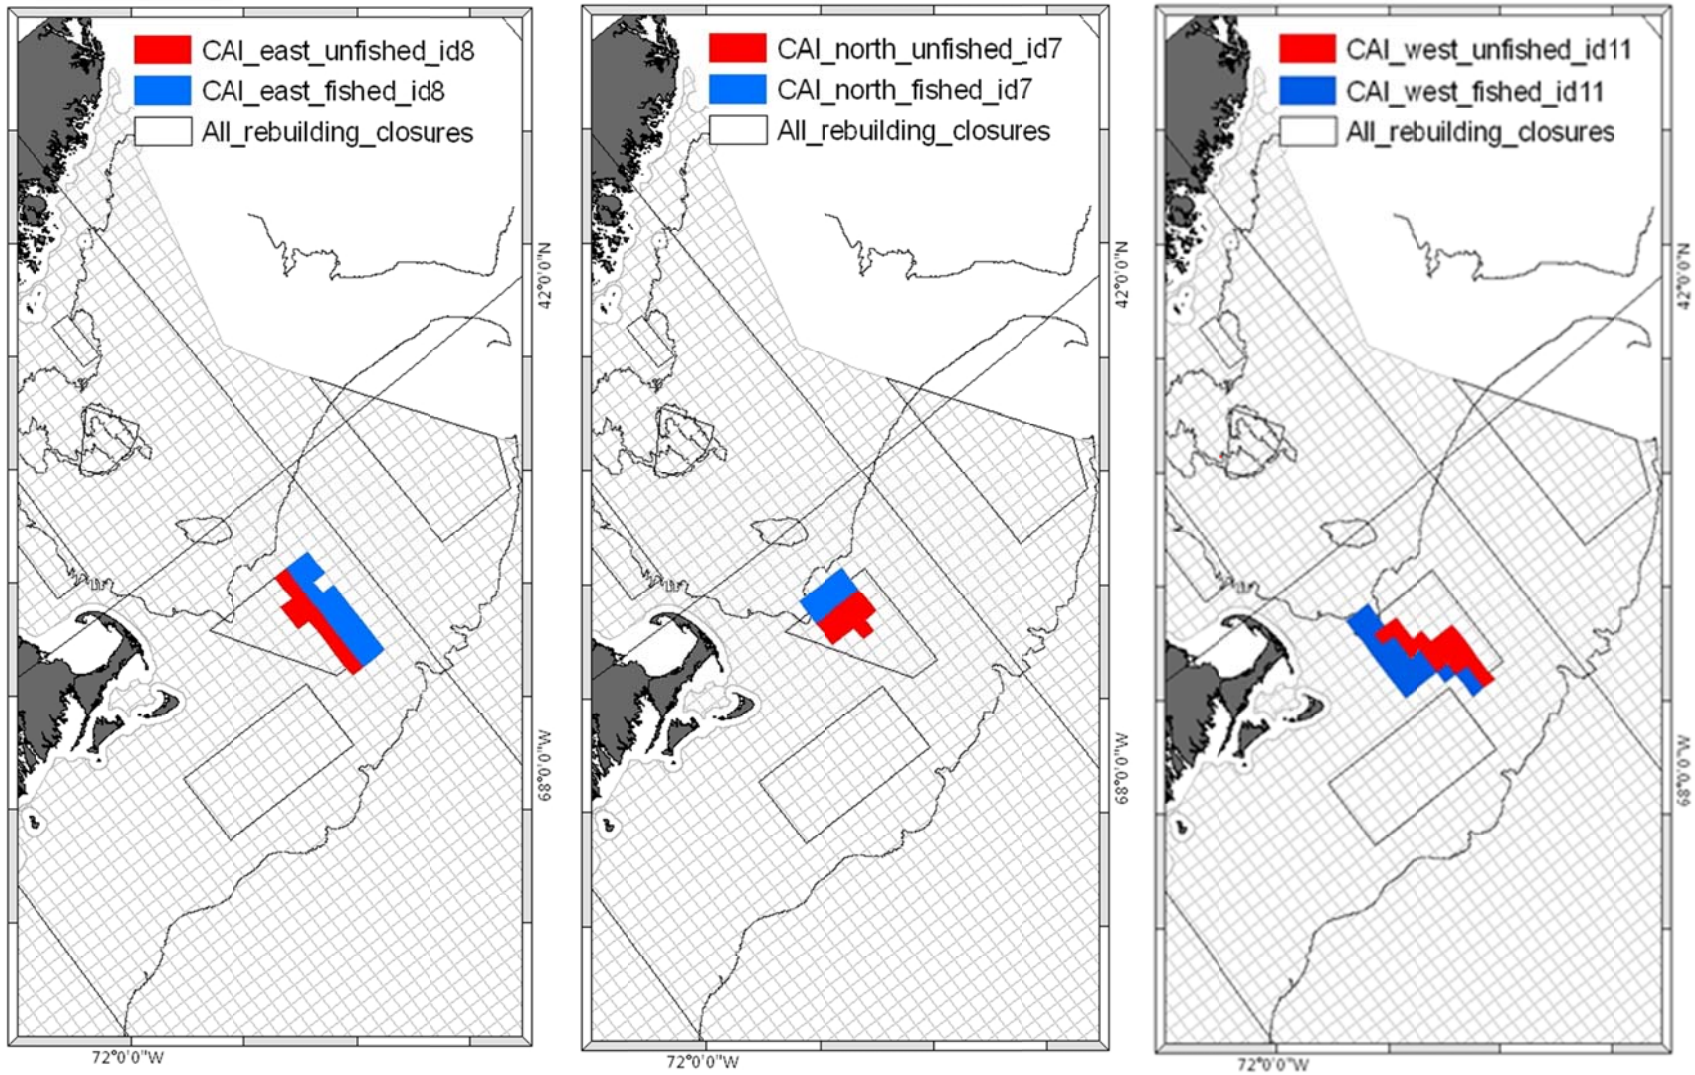 CAI_east_unfished_id8
CAI_east_fished_id8
All_rebuilding_closures
42°0'0"N
68°0'0"W
72°0'0"W
CAI_north_unfished_id7
CAI_north_fished_id7
All_rebuilding_closures
42°0'0"N
68°0'0"W
72°0'0"W
CAI_west_unfished_id11
CAI_west_fished_id11
All_rebuilding_closures
42°0'0"N
68°0'0"W
72°0'0"W